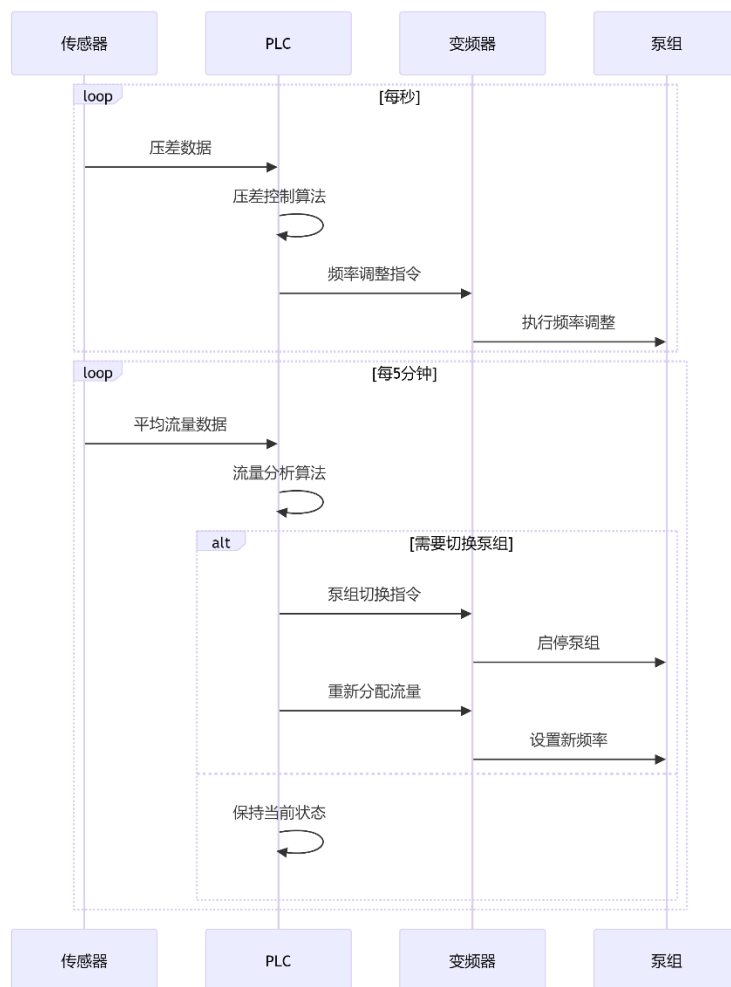 传感器
PLC
变频器
泵组
loop
[每秒]
压差数据
压差控制算法
频率调整指令
执行频率调整
loop
[每5分钟]
平均流量数据
流量分析算法
alt
[需要切换泵组]
泵组切换指令
启停泵组
重新分配流量
设置新频率
保持当前状态
传感器
PLC
变频器
泵组